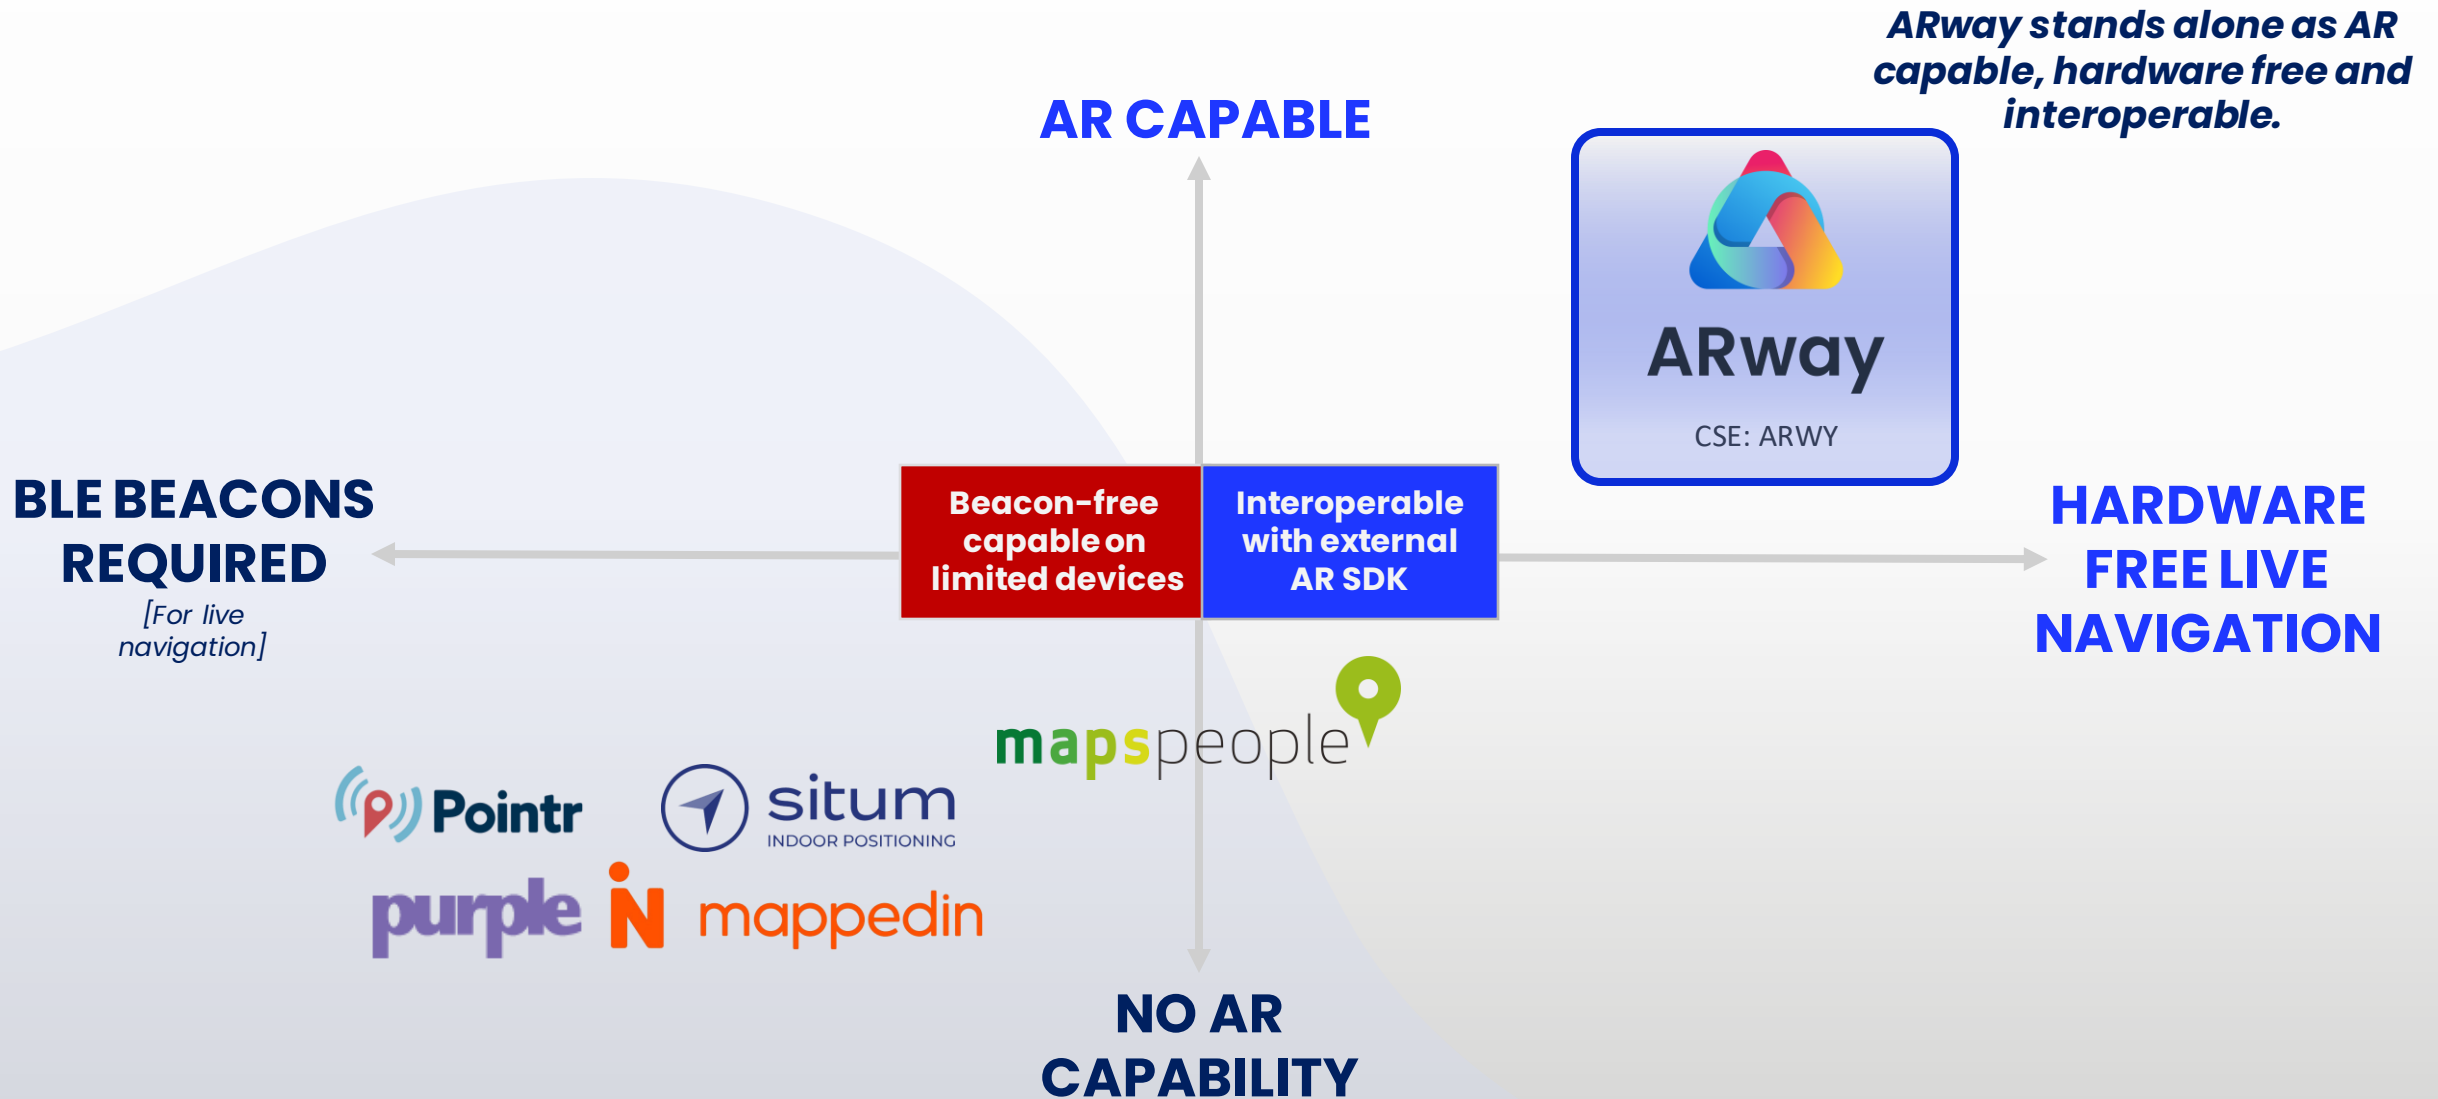 ARway stands alone as AR
capable, hardware free and
interoperable.
AR CAPABLE
ARway
CSE: ARWY
BLE BEACONS
REQUIRED
[For live
navigation]
Beacon-free
capable on
limited devices
Interoperable
with external
AR SDK
HARDWARE
FREE LIVE
NAVIGATION
mapspeople
Pointr
situm
INDOOR POSITIONING
purple
iN mappedin
NO AR
CAPABILITY